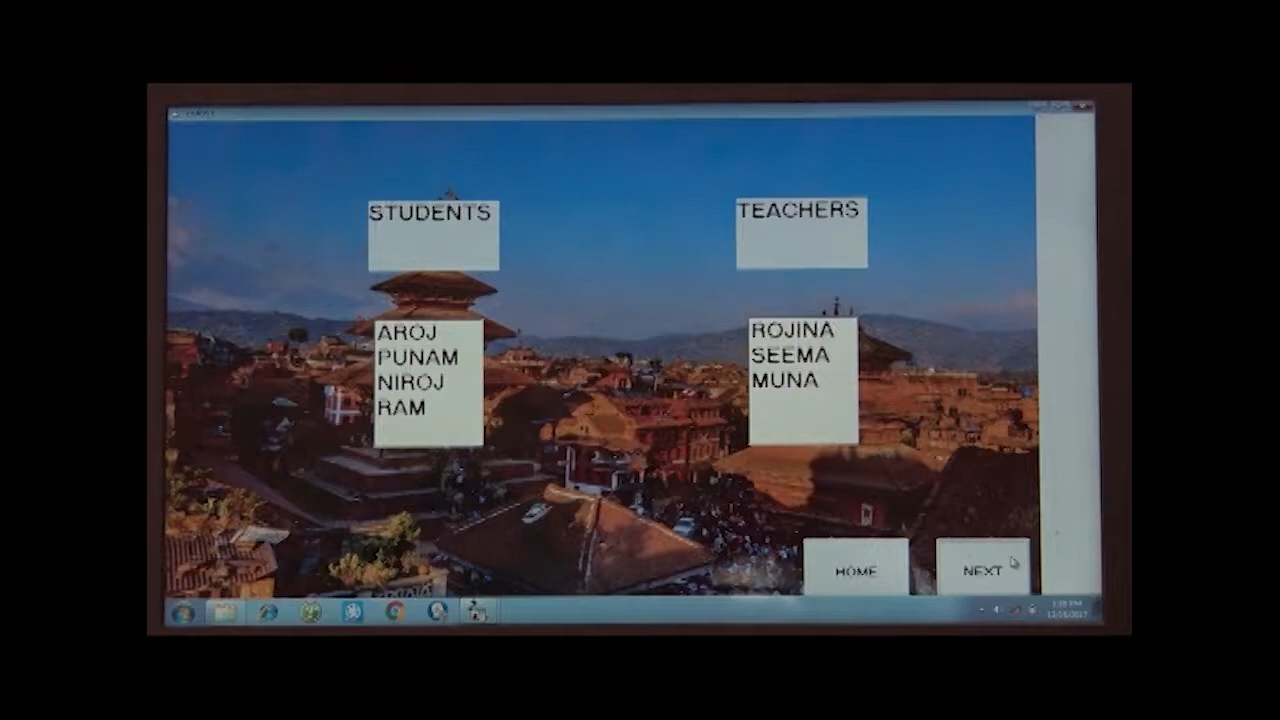 STUDENTS
TEACHERS
AROJ
PUNAM
NIROJ
RAM
ROJINA
SEEMA
MUNA
HOME
NEXT